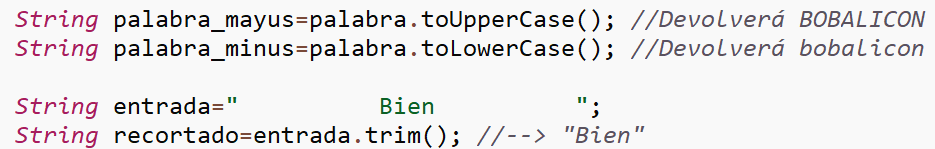 String palabra_mayus=palabra.toUpperCase(); //Devolverá BOBALICON
String palabra_minus=palabra.toLowerCase(); //Devolverá bobalicon
String entrada="          Bien          ";
String recortado=entrada.trim(); //--> "Bien"